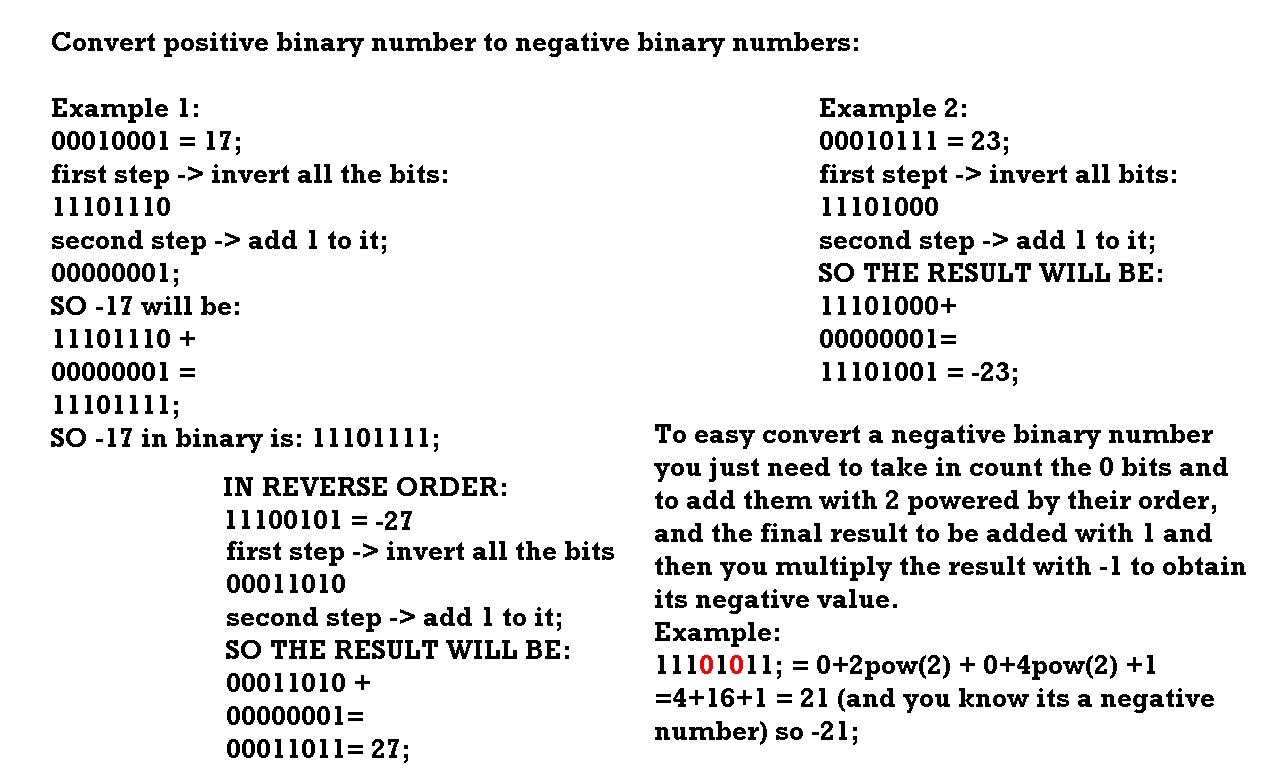 Convert positive binary number to negative binary numbers:
Example 1:
00010001 = 17;
first step -> invert all the bits:
11101110
second step -> add 1 to it;
00000001;
SO -17 will be:
11101110 +
00000001 =
11101111;
SO -17 in binary is: 11101111;
IN REVERSE ORDER:
11100101 = -27
first step -> invert all the bits
00011010
second step -> add 1 to it;
SO THE RESULT WILL BE:
00011010 +
00000001=
00011011= 27;
Example 2:
00010111 = 23;
first stept -> invert all bits:
11101000
second step -> add 1 to it;
SO THE RESULT WILL BE:
11101000+
00000001=
11101001 = -23;
To easy convert a negative binary number
you just need to take in count the 0 bits and
to add them with 2 powered by their order,
and the final result to be added with 1 and
then you multiply the result with -1 to obtain
its negative value.
Example:
11101011; = 0+2pow(2) + 0+4pow(2) +1
=4+16+1 = 21 (and you know its a negative
number) so -21;